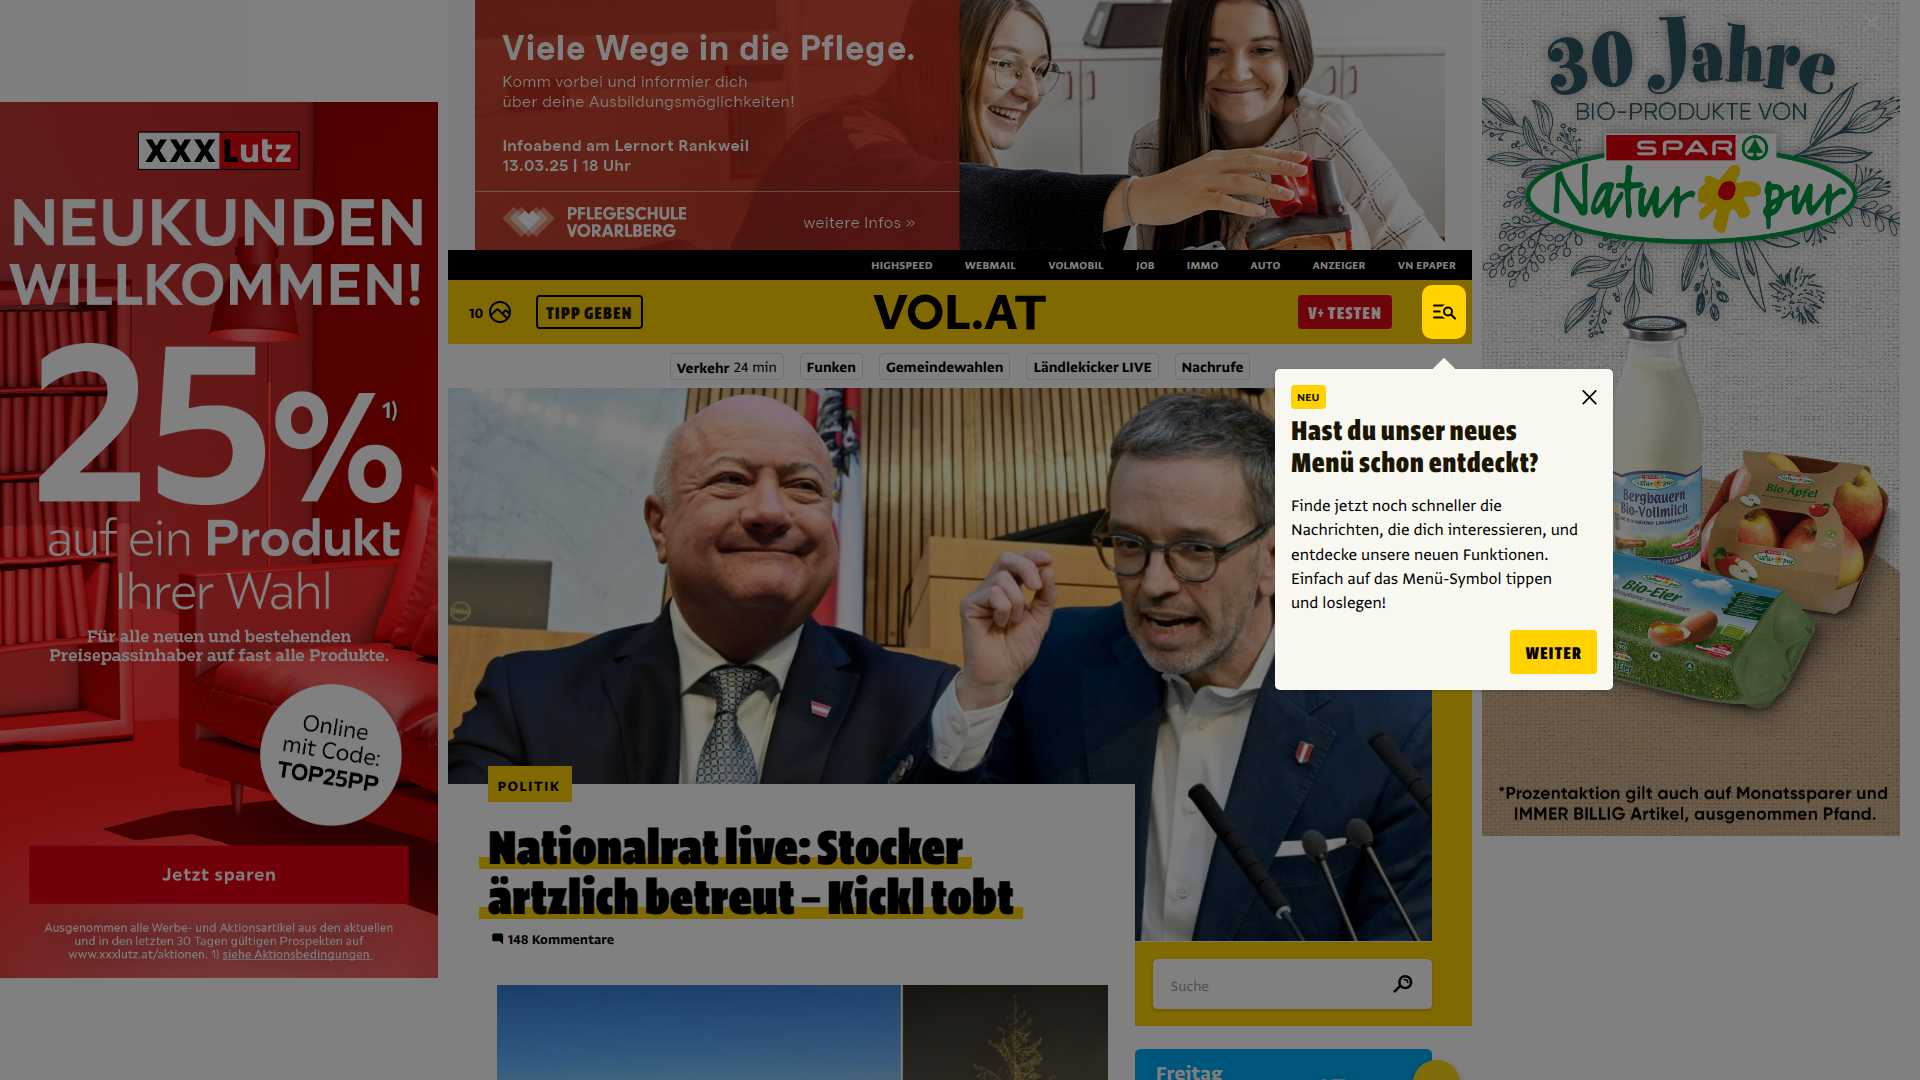 Viele Wege in die Pflege.
Komm vorbei und informier dich
über deine Ausbildungsmöglichkeiten!
Infoabend am Lernort Rankweil
13.03.25 | 18 Uhr
PFLEGESCHULE
VORARLBERG
weitere Infos »
XXXLutz
NEUKUNDEN
WILLKOMMEN!
25% 1)
auf ein Produkt
Ihrer Wahl
Für alle neuen und bestehenden
Preisepassinhaber auf fast alle Produkte.
Online
mit Code:
TOP25PP
Jetzt sparen
Ausgenommen alle Werbe- und Aktionsartikel aus den aktuellen
und in den letzten 30 Tagen gültigen Prospekten auf
www.xxxlutz.at/aktionen. 1) siehe Aktionsbedingungen
HIGHSPEED WEBMAIL VOLMOBIL JOB IMMO AUTO ANZEIGER VN EPAPER
10 TIPP GEBEN VOL.AT V+ TESTEN
Verkehr 24 min Funken Gemeindewahlen Ländlekicker LIVE Nachrufe
NEU
Hast du unser neues
Menü schon entdeckt?
Finde jetzt noch schneller die
Nachrichten, die dich interessieren, und
entdecke unsere neuen Funktionen.
Einfach auf das Menü-Symbol tippen
und loslegen!
WEITER
POLITIK
Nationalrat live: Stocker
ärtzlich betreut – Kickl tobt
148 Kommentare
Suche
Freitag
30 Jahre
BIO-PRODUKTE VON
SPAR
Natur pur
Bergbauern
Bio-Vollmilch
Bio-Äpfel
SPAR
Natur pur
Bio-Eier
*Prozentaktion gilt auch auf Monatssparer und
IMMER BILLIG Artikel, ausgenommen Pfand.